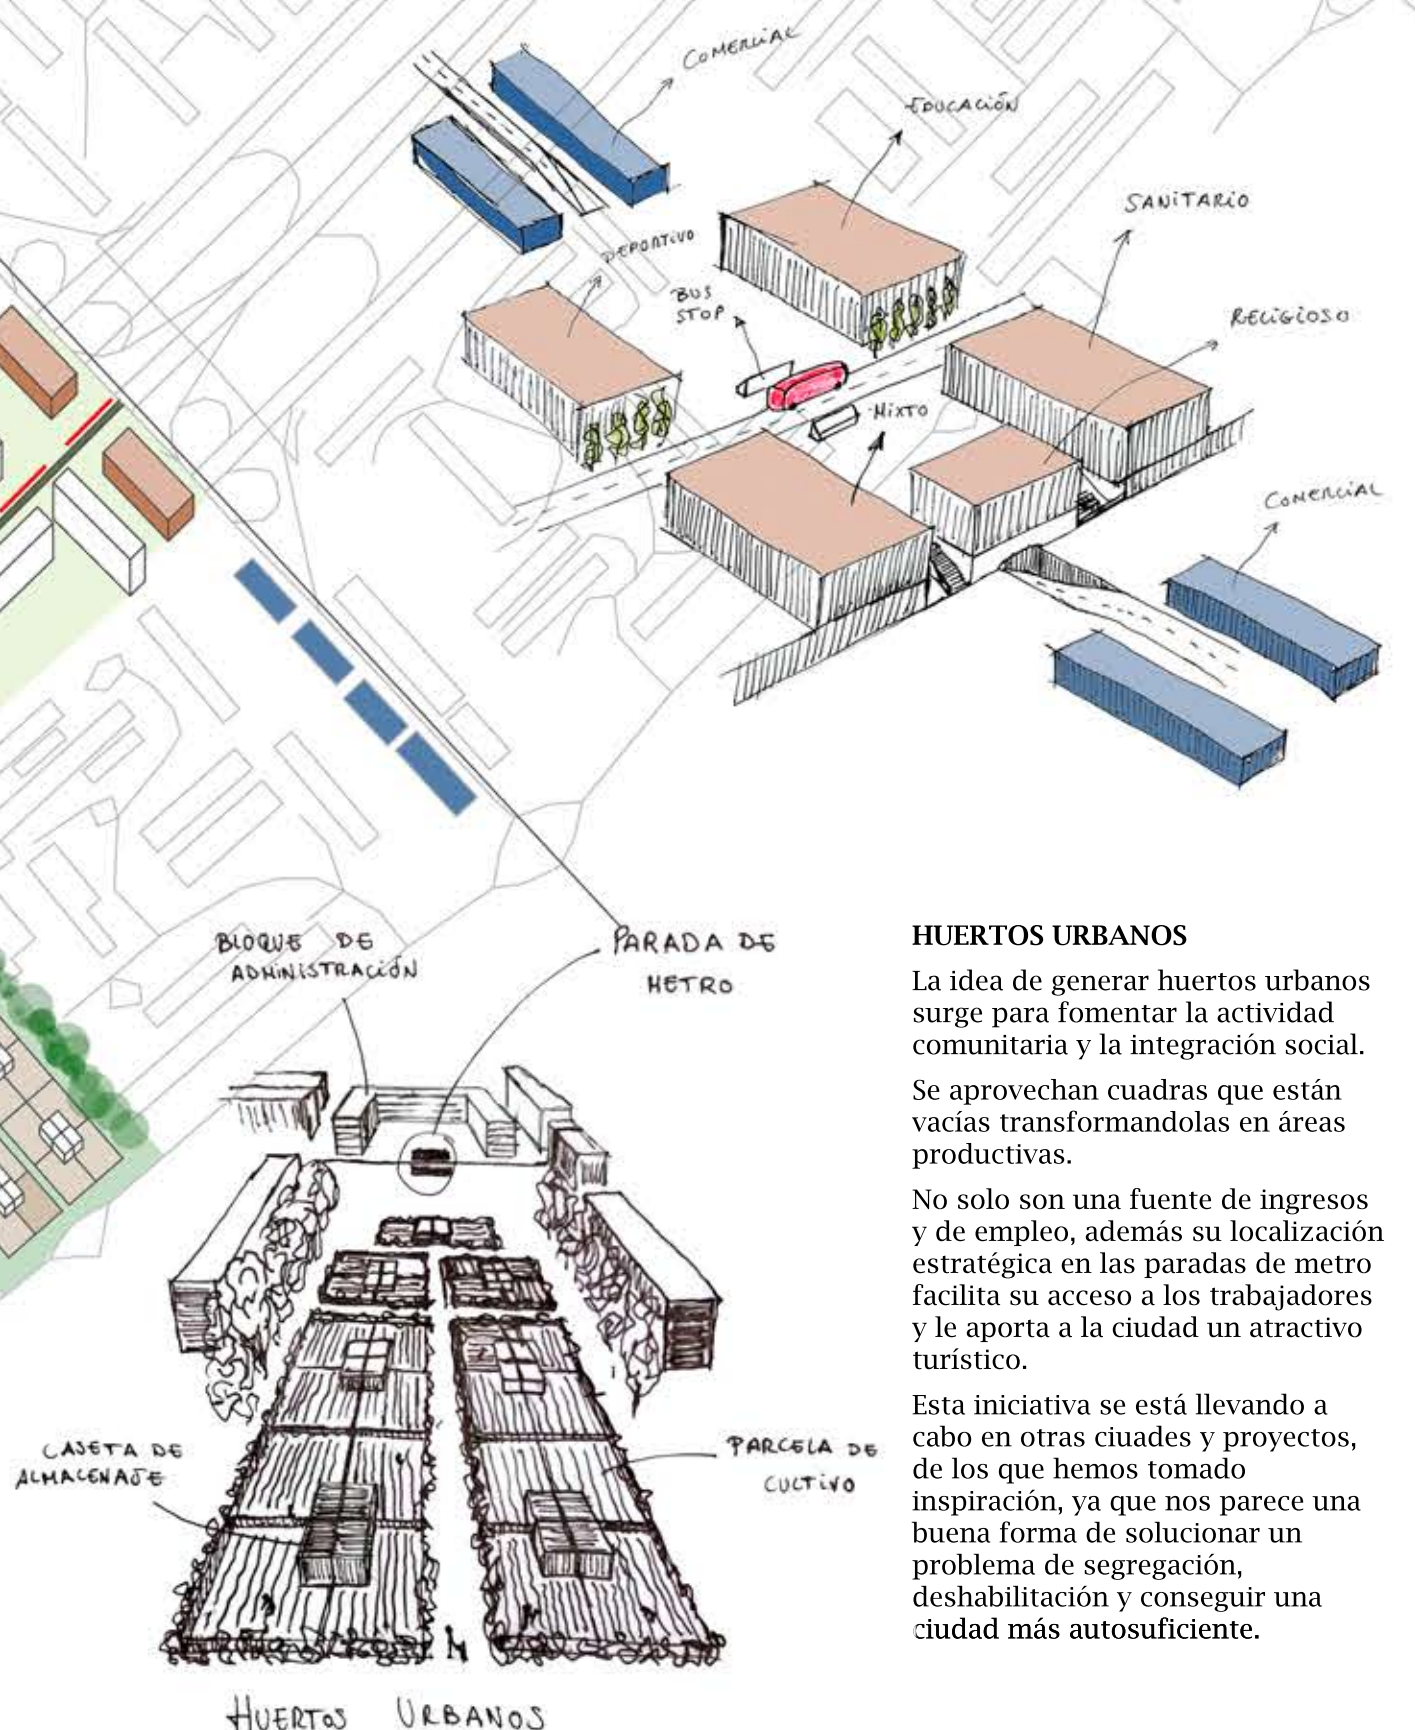 COMERCIAL
EDUCACIÓN
SANITARIO
DEPORTIVO
BUS
STOP
RELIGIOSO
MIXTO
COMERCIAL
BLOQUE DE
ADMINISTRACIÓN
PARADA DE
METRO
CASETA DE
ALMACENAJE
PARCELA DE
CULTIVO
HUERTOS URBANOS
HUERTOS URBANOS
La idea de generar huertos urbanos
surge para fomentar la actividad
comunitaria y la integración social.
Se aprovechan cuadras que están
vacías transformandolas en áreas
productivas.
No solo son una fuente de ingresos
y de empleo, además su localización
estratégica en las paradas de metro
facilita su acceso a los trabajadores
y le aporta a la ciudad un atractivo
turístico.
Esta iniciativa se está llevando a
cabo en otras ciuades y proyectos,
de los que hemos tomado
inspiración, ya que nos parece una
buena forma de solucionar un
problema de segregación,
deshabilitación y conseguir una
ciudad más autosuficiente.